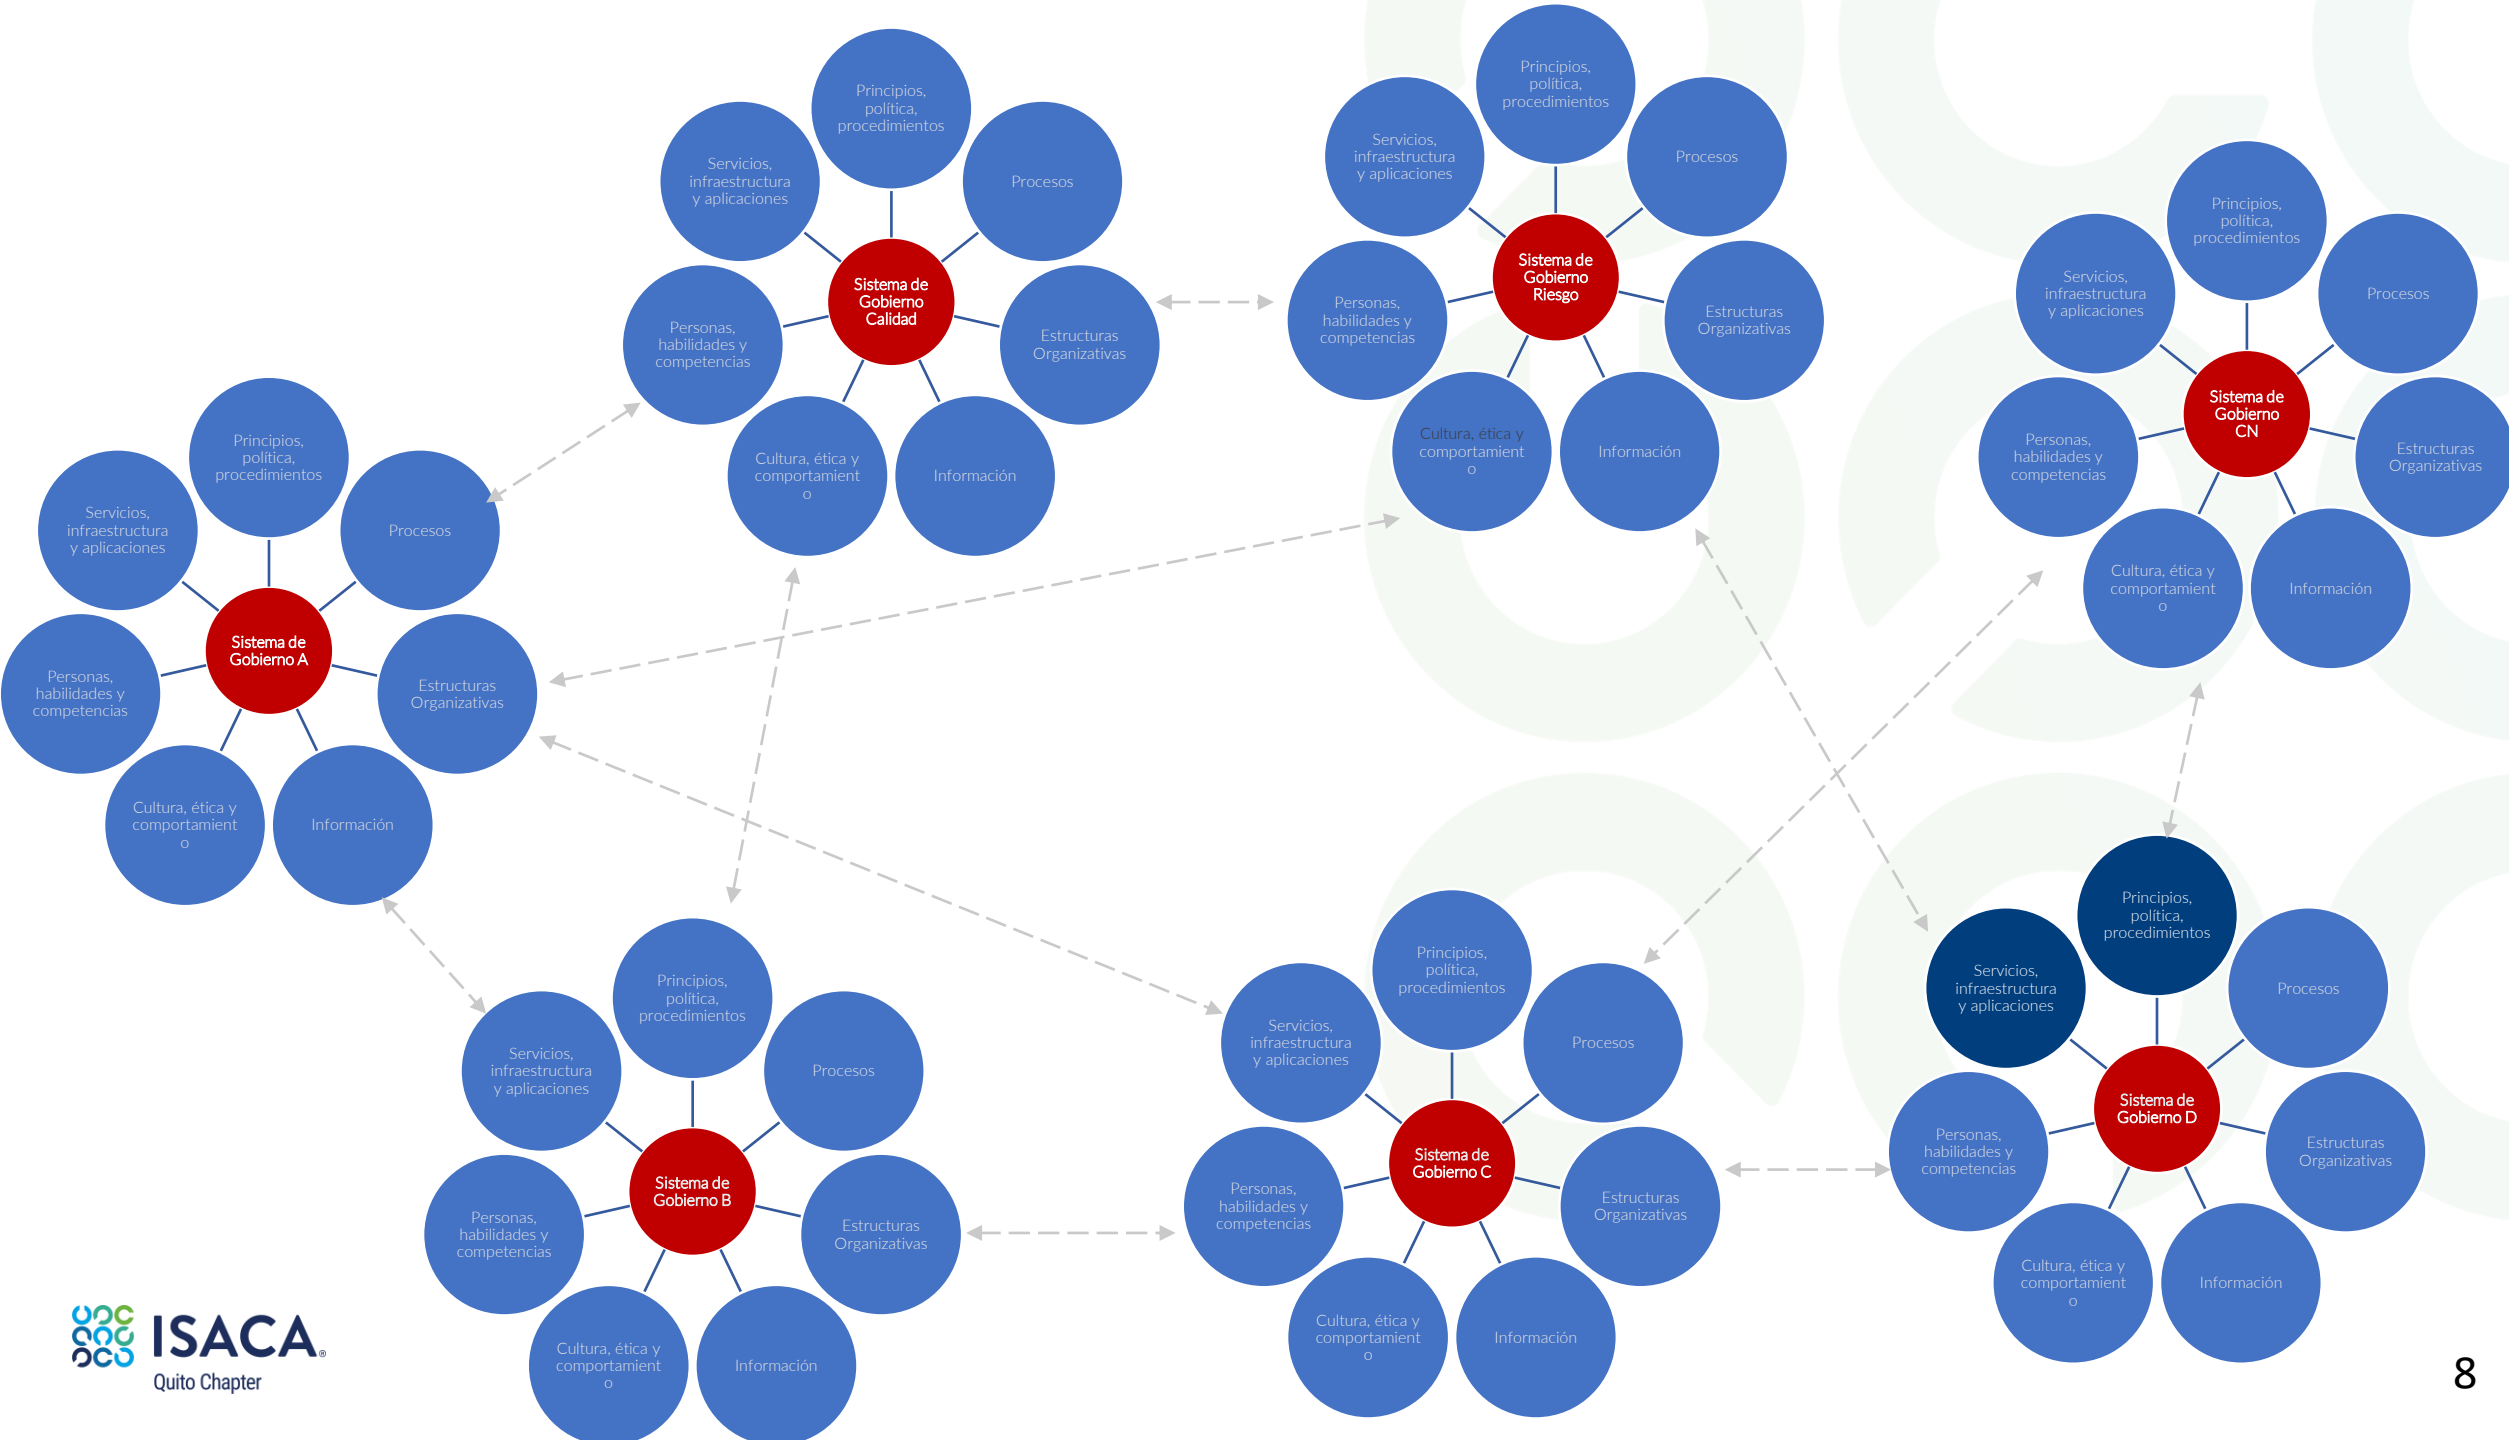 Principios,
política,
procedimientos
Procesos
Estructuras
Organizativas
Información
Cultura, ética y
comportamient
o
Personas,
habilidades y
competencias
Servicios,
infraestructura
y aplicaciones
Sistema de
Gobierno
Calidad
Principios,
política,
procedimientos
Procesos
Estructuras
Organizativas
Información
Cultura, ética y
comportamient
o
Personas,
habilidades y
competencias
Servicios,
infraestructura
y aplicaciones
Sistema de
Gobierno
Riesgo
Principios,
política,
procedimientos
Procesos
Estructuras
Organizativas
Información
Cultura, ética y
comportamient
o
Personas,
habilidades y
competencias
Servicios,
infraestructura
y aplicaciones
Sistema de
Gobierno
CN
Principios,
política,
procedimientos
Procesos
Estructuras
Organizativas
Información
Cultura, ética y
comportamient
o
Personas,
habilidades y
competencias
Servicios,
infraestructura
y aplicaciones
Sistema de
Gobierno A
Principios,
política,
procedimientos
Procesos
Estructuras
Organizativas
Información
Cultura, ética y
comportamient
o
Personas,
habilidades y
competencias
Servicios,
infraestructura
y aplicaciones
Sistema de
Gobierno B
Principios,
política,
procedimientos
Procesos
Estructuras
Organizativas
Información
Cultura, ética y
comportamient
o
Personas,
habilidades y
competencias
Servicios,
infraestructura
y aplicaciones
Sistema de
Gobierno C
Principios,
política,
procedimientos
Procesos
Estructuras
Organizativas
Información
Cultura, ética y
comportamient
o
Personas,
habilidades y
competencias
Servicios,
infraestructura
y aplicaciones
Sistema de
Gobierno D
ISACA®
Quito Chapter
8